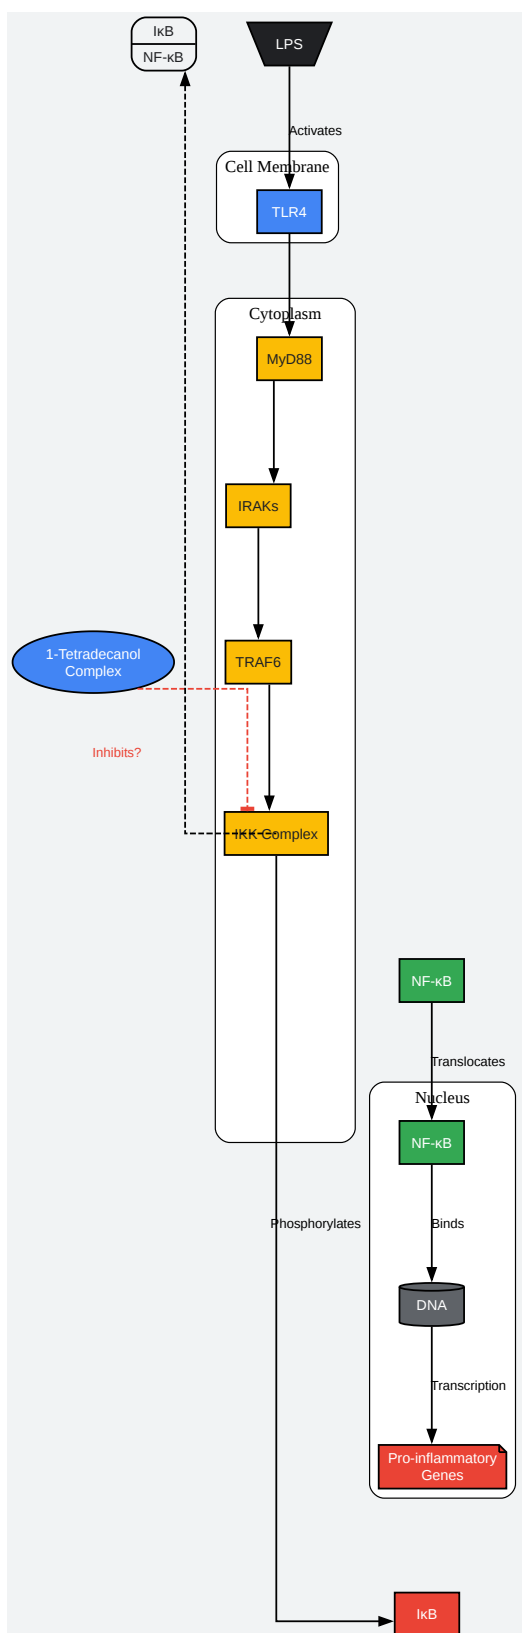 IκB
NF-κB
LPS
Activates
Cell Membrane
TLR4
Cytoplasm
MyD88
IRAKs
1-Tetradecanol
Complex
TRAF6
Inhibits?
IKK Complex
NF-κB
Translocates
Nucleus
NF-κB
Phosphorylates
Binds
DNA
Transcription
Pro-inflammatory
Genes
IκB